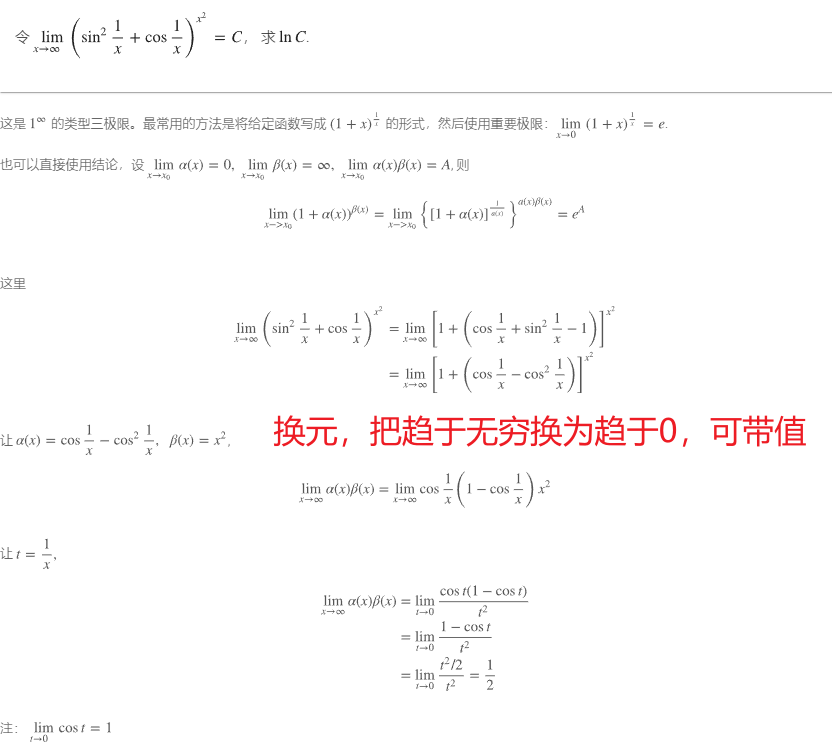 令 $\lim_{x\to\infty}\left(\sin^2\frac{1}{x}+\cos\frac{1}{x}\right)^{x^2}=C$，求 $\ln C$.
这是 $1^\infty$ 的类型三极限。最常用的方法是将给定函数写成 $(1+x)^{\frac{1}{x}}$ 的形式，然后使用重要极限：$\lim_{x\to 0}(1+x)^{\frac{1}{x}}=e$.
也可以直接使用结论，设 $\lim_{x\to x_0}\alpha(x)=0,\ \lim_{x\to x_0}\beta(x)=\infty,\ \lim_{x\to x_0}\alpha(x)\beta(x)=A$,则
$\lim_{x->x_0}(1+\alpha(x))^{\beta(x)}=\lim_{x->x_0}\left\{[1+\alpha(x)]^{\frac{1}{\alpha(x)}}\right\}^{\alpha(x)\beta(x)}=e^A$
这里
$\lim_{x\to\infty}\left(\sin^2\frac{1}{x}+\cos\frac{1}{x}\right)^{x^2}=\lim_{x\to\infty}\left[1+\left(\cos\frac{1}{x}+\sin^2\frac{1}{x}-1\right)\right]^{x^2}$
$=\lim_{x\to\infty}\left[1+\left(\cos\frac{1}{x}-\cos^2\frac{1}{x}\right)\right]^{x^2}$
让 $\alpha(x)=\cos\frac{1}{x}-\cos^2\frac{1}{x},\ \beta(x)=x^2$,
换元，把趋于无穷换为趋于0，可带值
$\lim_{x\to\infty}\alpha(x)\beta(x)=\lim_{x\to\infty}\cos\frac{1}{x}\left(1-\cos\frac{1}{x}\right)x^2$
让 $t=\frac{1}{x}$,
$\lim_{x\to\infty}\alpha(x)\beta(x)=\lim_{t\to 0}\frac{\cos t(1-\cos t)}{t^2}$
$=\lim_{t\to 0}\frac{1-\cos t}{t^2}$
$=\lim_{t\to 0}\frac{t^2/2}{t^2}=\frac{1}{2}$
注：$\lim_{t\to 0}\cos t=1$